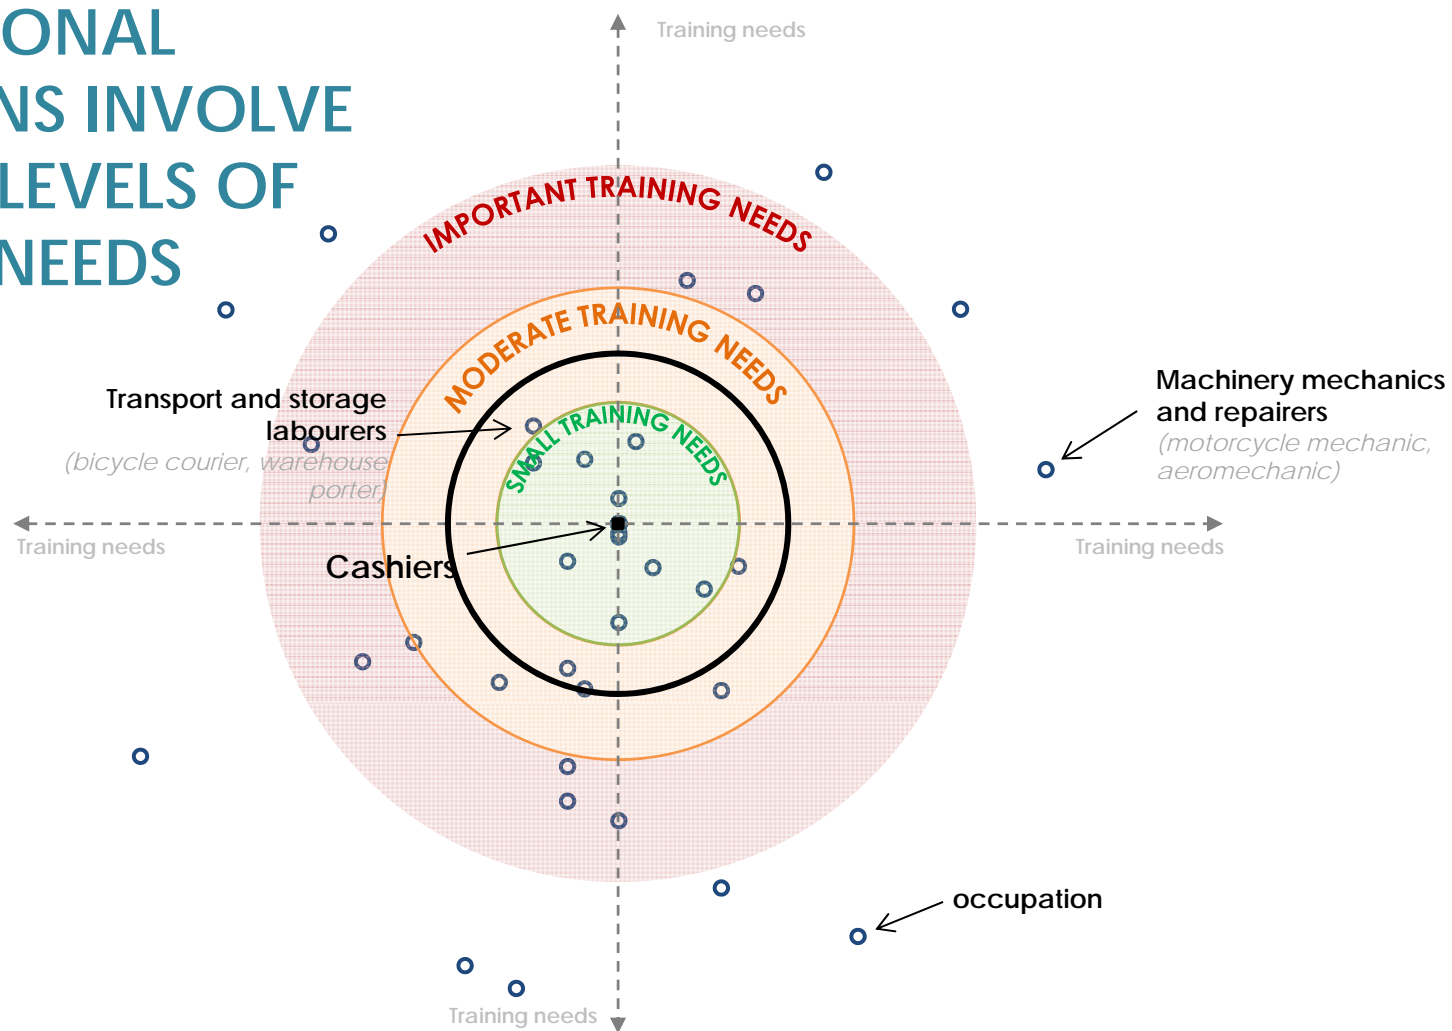 ONAL
NS INVOLVE
LEVELS OF
NEEDS
Training needs
IMPORTANT TRAINING NEEDS
MODERATE TRAINING NEEDS
SMALL TRAINING NEEDS
Transport and storage
labourers
(bicycle courier, warehouse
porter)
Machinery mechanics
and repairers
(motorcycle mechanic,
aeromechanic)
Training needs
Training needs
Cashiers
occupation
Training needs